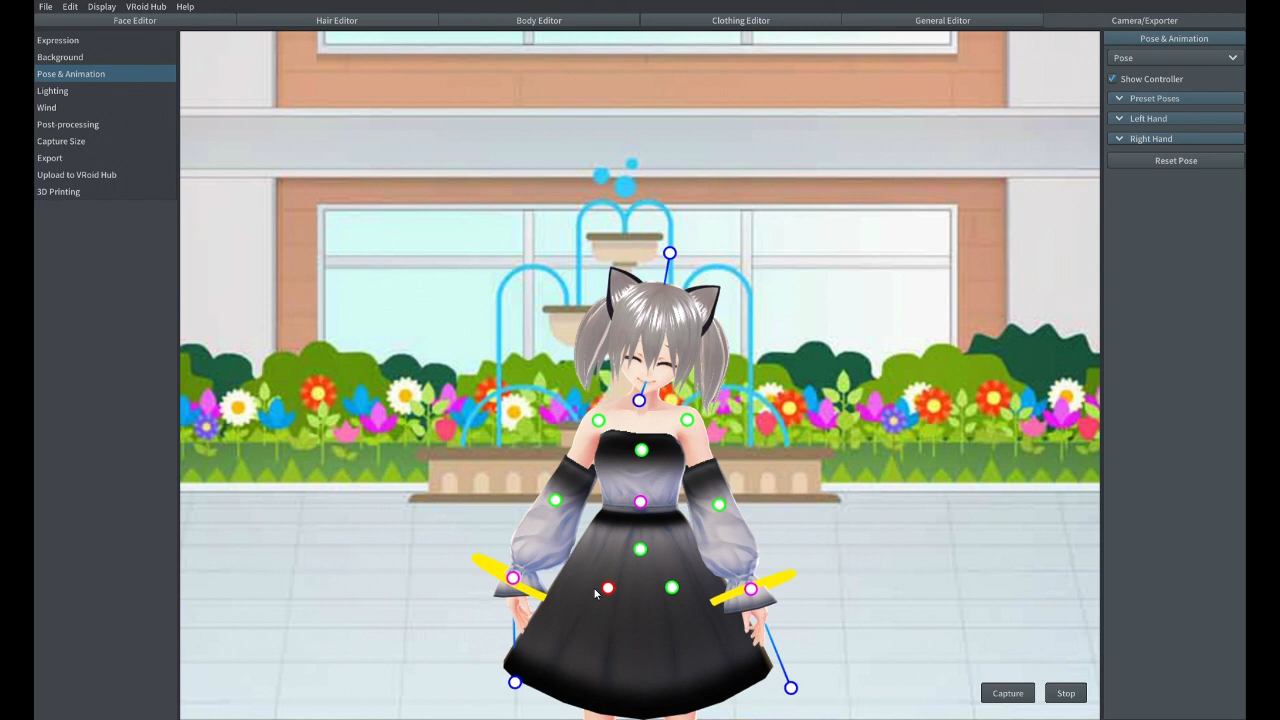 File Edit Display VRoid Hub Help
Face Editor Hair Editor Body Editor Clothing Editor General Editor Camera/Exporter
Expression
Background
Pose & Animation
Lighting
Wind
Post-processing
Capture Size
Export
Upload to VRoid Hub
3D Printing
Pose & Animation
Pose
Show Controller
Preset Poses
Left Hand
Right Hand
Reset Pose
Capture Stop